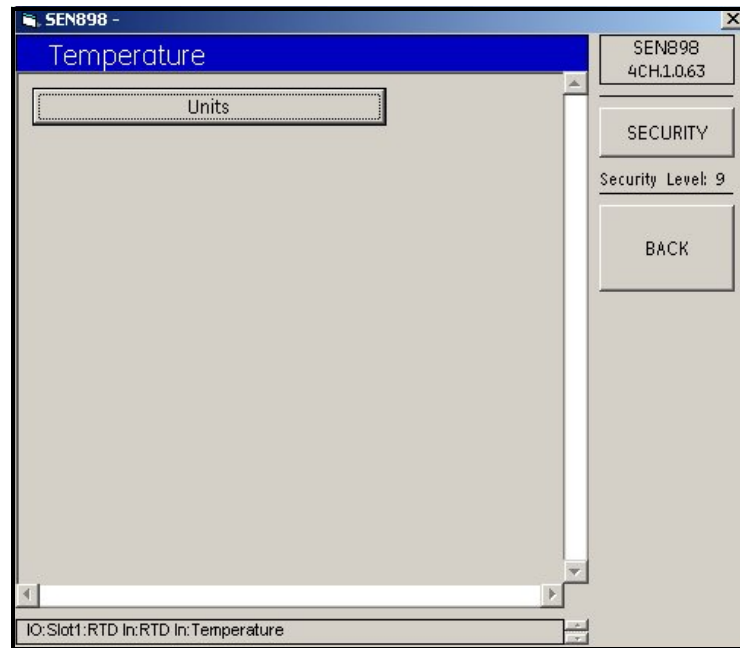 SEN898 -
Temperature
Units
SEN898
4CH.1.0.63
SECURITY
Security Level: 9
BACK
IO:Slot1:RTD In:RTD In:Temperature